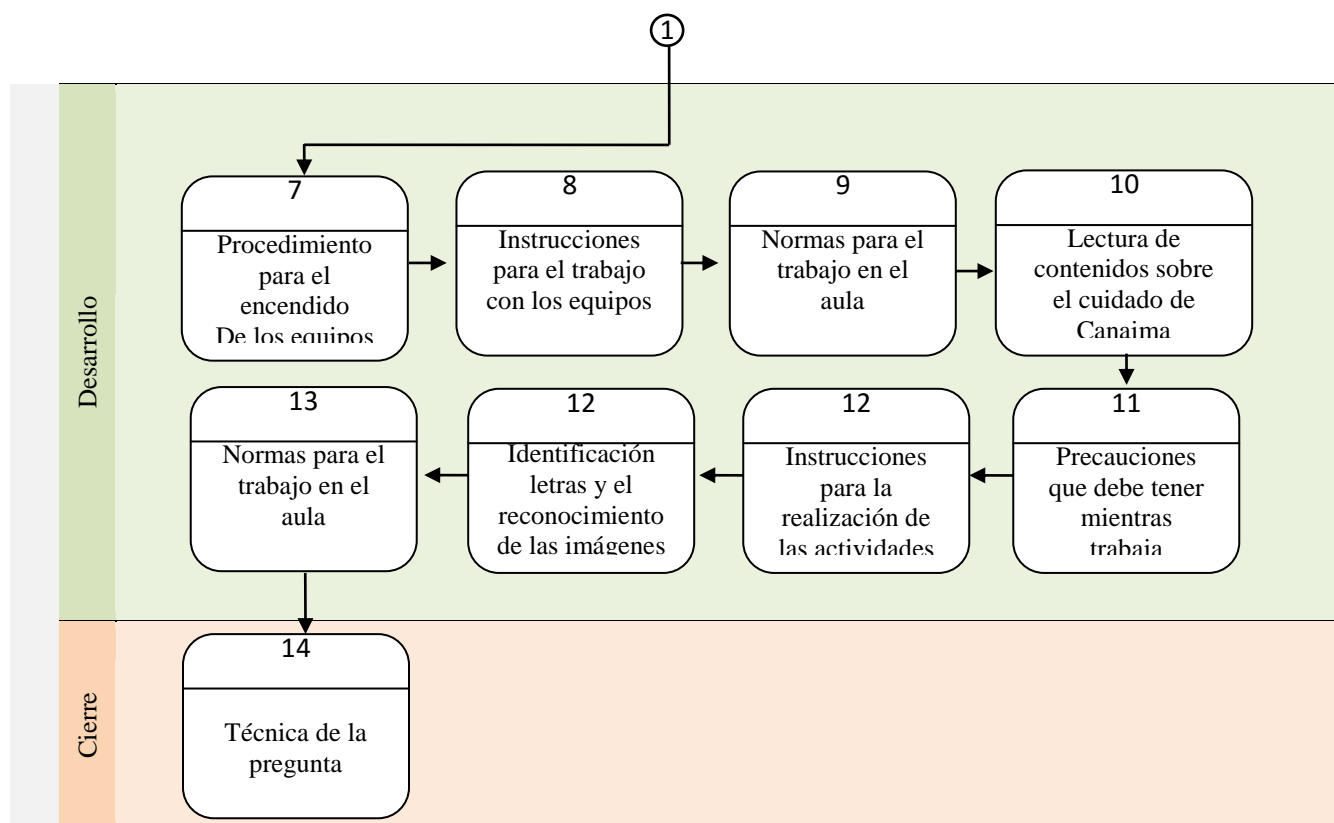 1
Desarrollo
7
Procedimiento
para el
encendido
De los equipos
8
Instrucciones
para el trabajo
con los equipos
9
Normas para el
trabajo en el
aula
10
Lectura de
contenidos sobre
el cuidado de
Canaima
11
Precauciones
que debe tener
mientras
trabaja
12
Instrucciones
para la
realización de
las actividades
12
Identificación
letras y el
reconocimiento
de las imágenes
13
Normas para el
trabajo en el
aula
Cierre
14
Técnica de la
pregunta